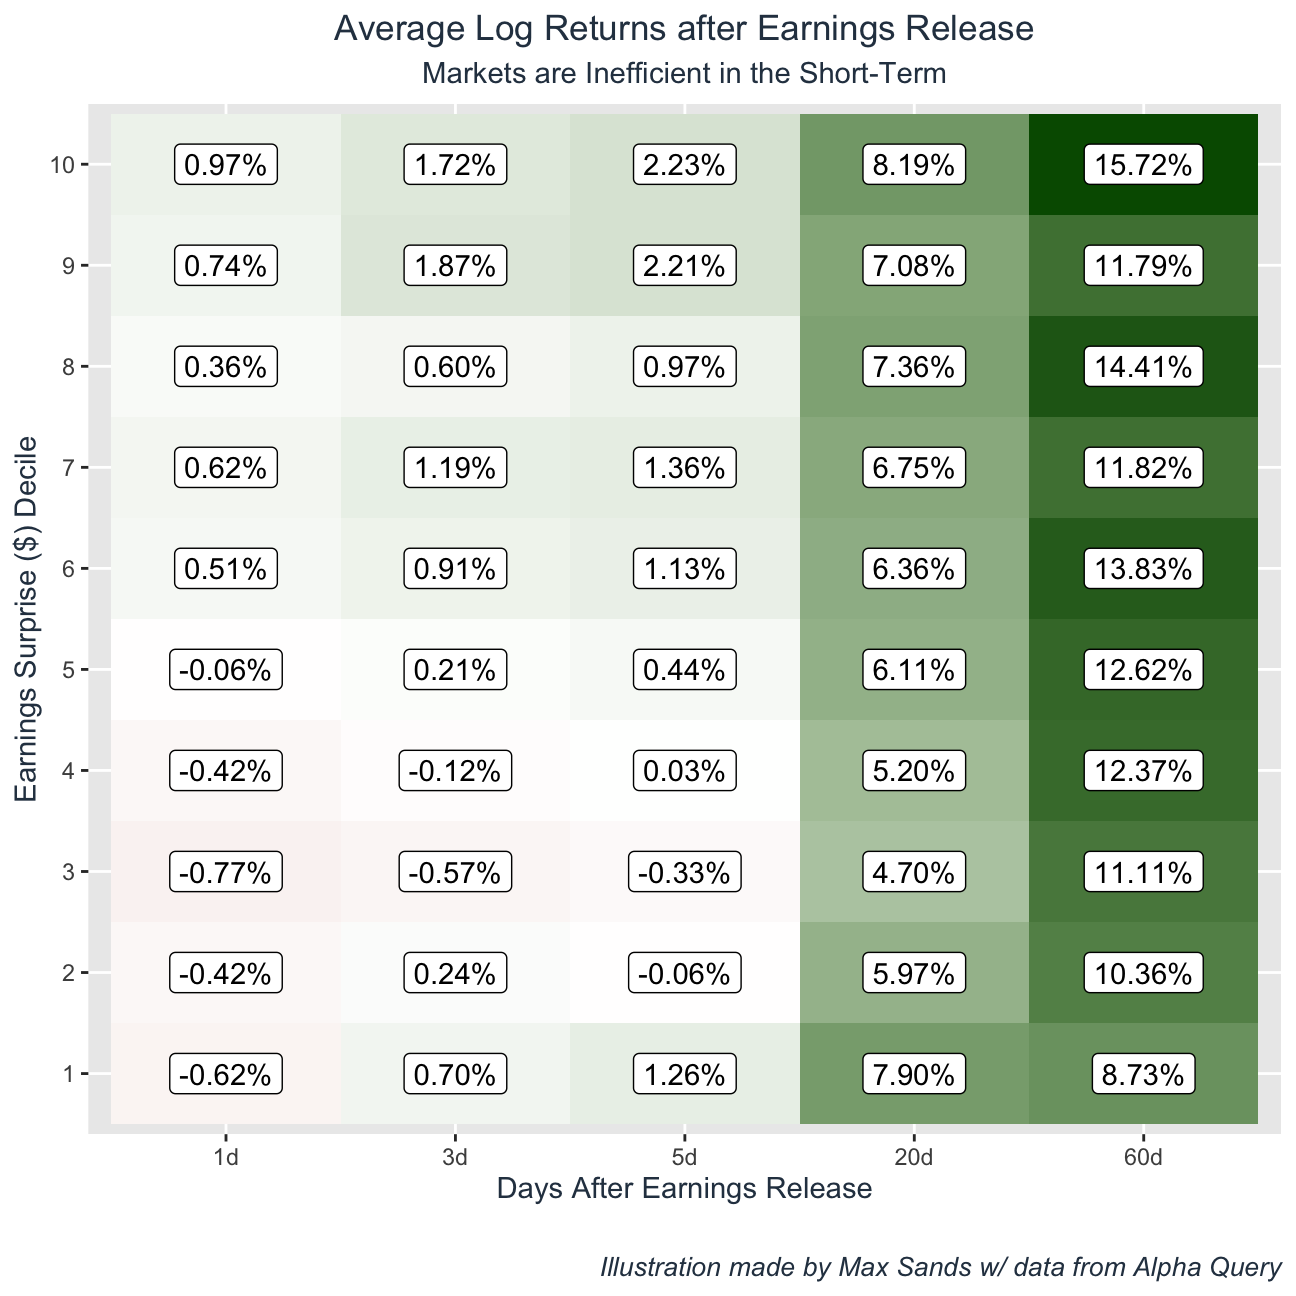 Average Log Returns after Earnings Release
Markets are Inefficient in the Short-Term
Earnings Surprise ($) Decile
10 0.97% 1.72% 2.23% 8.19% 15.72%
9 0.74% 1.87% 2.21% 7.08% 11.79%
8 0.36% 0.60% 0.97% 7.36% 14.41%
7 0.62% 1.19% 1.36% 6.75% 11.82%
6 0.51% 0.91% 1.13% 6.36% 13.83%
5 -0.06% 0.21% 0.44% 6.11% 12.62%
4 -0.42% -0.12% 0.03% 5.20% 12.37%
3 -0.77% -0.57% -0.33% 4.70% 11.11%
2 -0.42% 0.24% -0.06% 5.97% 10.36%
1 -0.62% 0.70% 1.26% 7.90% 8.73%
1d 3d 5d 20d 60d
Days After Earnings Release
Illustration made by Max Sands w/ data from Alpha Query